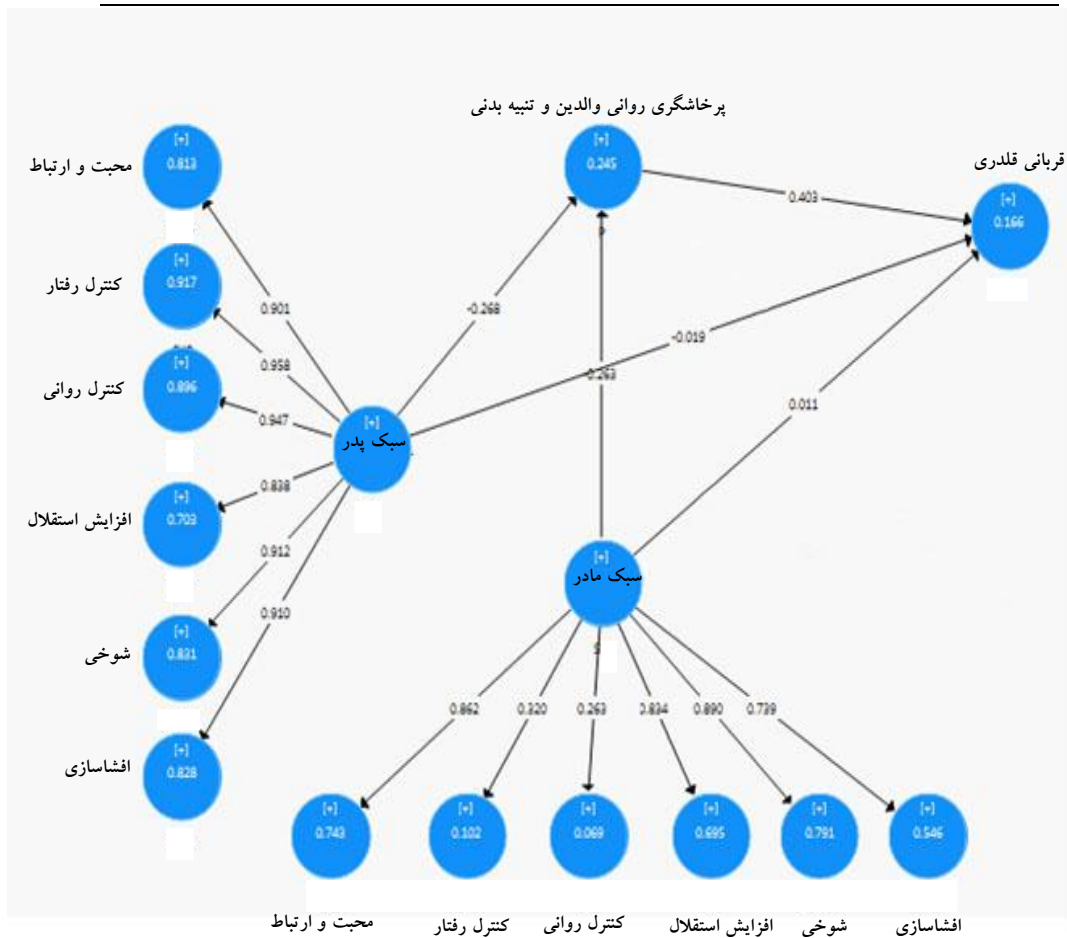 پرخاشگری روانی والدین و تنبیه بدنی
[+]
0.245
قربانی قلدری
[+]
0.166
محبت و ارتباط
[+]
0.813
کنترل رفتار
[+]
0.917
کنترل روانی
[+]
0.896
افزایش استقلال
[+]
0.703
شوخی
[+]
0.831
افشاسازی
[+]
0.828
0.901
0.958
0.947
0.838
0.912
0.910
[+]
سبک پدر
-0.268
-0.019
-0.263
0.403
0.011
[+]
سبک مادر
0.862
0.320
0.263
0.834
0.890
0.739
[+]
0.743
[+]
0.102
[+]
0.069
[+]
0.695
[+]
0.791
[+]
0.546
محبت و ارتباط
کنترل رفتار
کنترل روانی
افزایش استقلال
شوخی
افشاسازی